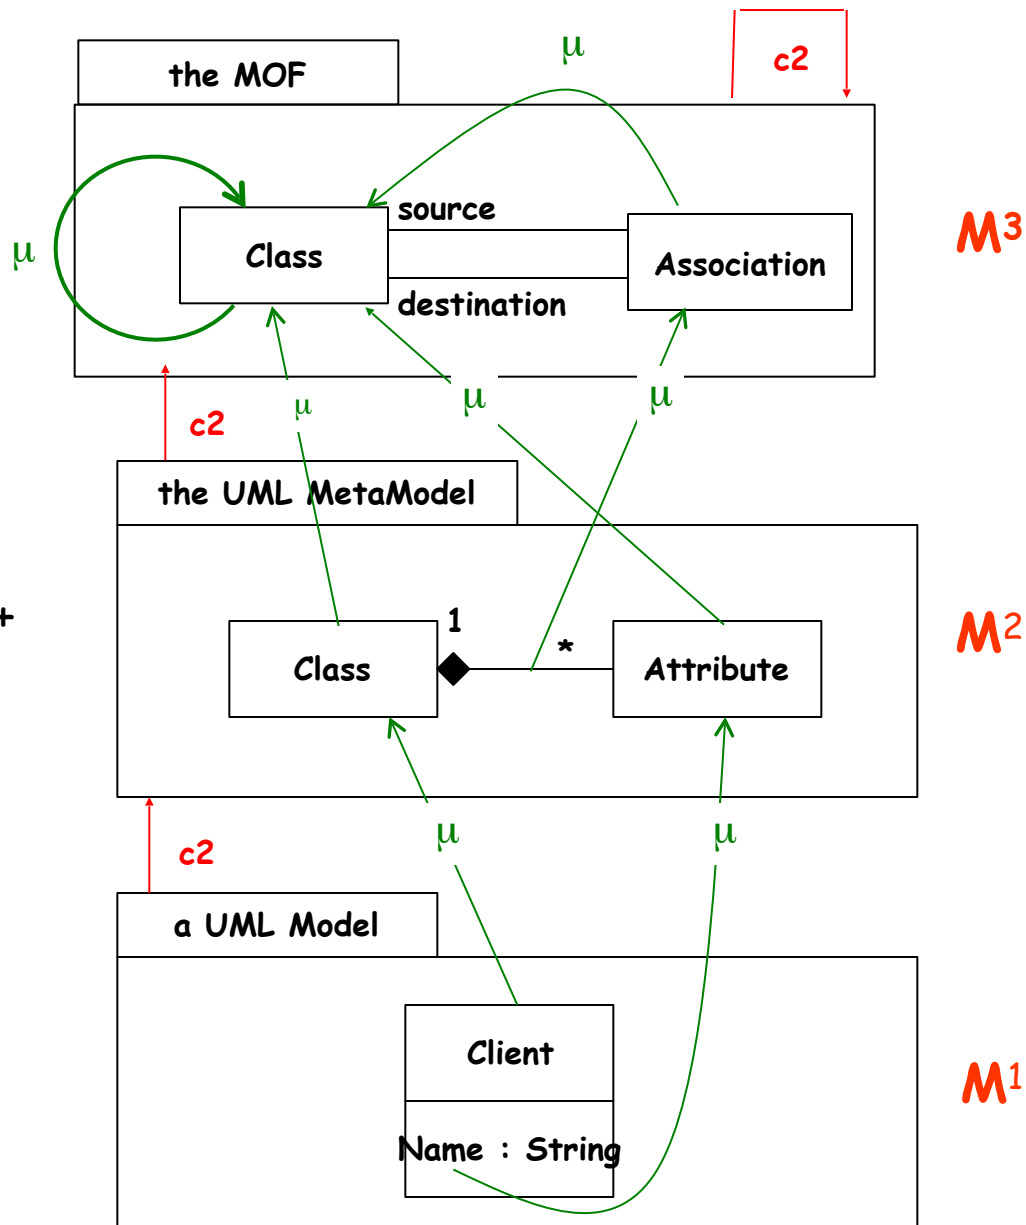 μ
c2
the MOF
source
μ
Class
Association
M3
destination
μ
μ
μ
c2
the UML MetaModel
+
1
*
Class
Attribute
M2
μ
μ
c2
a UML Model
Client
M1
Name : String